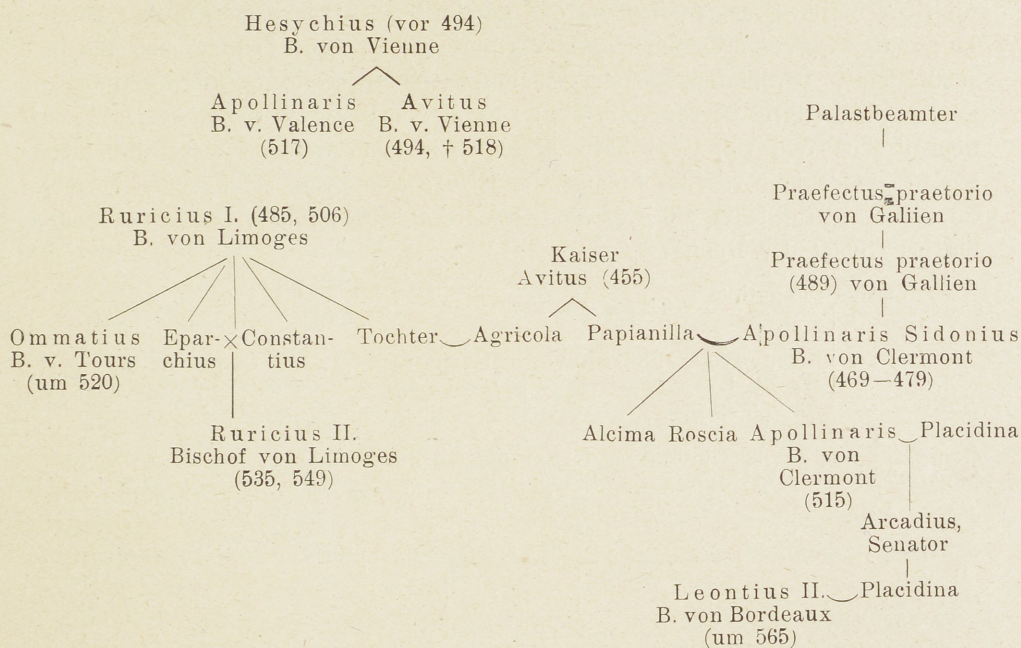 Hesychius (vor 494)
B. von Vienne
Apollinaris
B. v. Valence
(517)
Avitus
B. v. Vienne
(494, † 518)
Palastbeamter
Praefectus praetorio
von Galiien
Praefectus praetorio
(489) von Gallien
Ruricius I. (485, 506)
B. von Limoges
Kaiser
Avitus (455)
Ommatius
B. v. Tours
(um 520)
Epar-
chius
×
Constan-
tius
Tochter
Agricola
Papianilla
Apollinaris Sidonius
B. von Clermont
(469—479)
Ruricius II.
Bischof von Limoges
(535, 549)
Alcima
Roscia
Apollinaris
B. von
Clermont
(515)
Placidina
Arcadius,
Senator
Leontius II.
B. von Bordeaux
(um 565)
Placidina